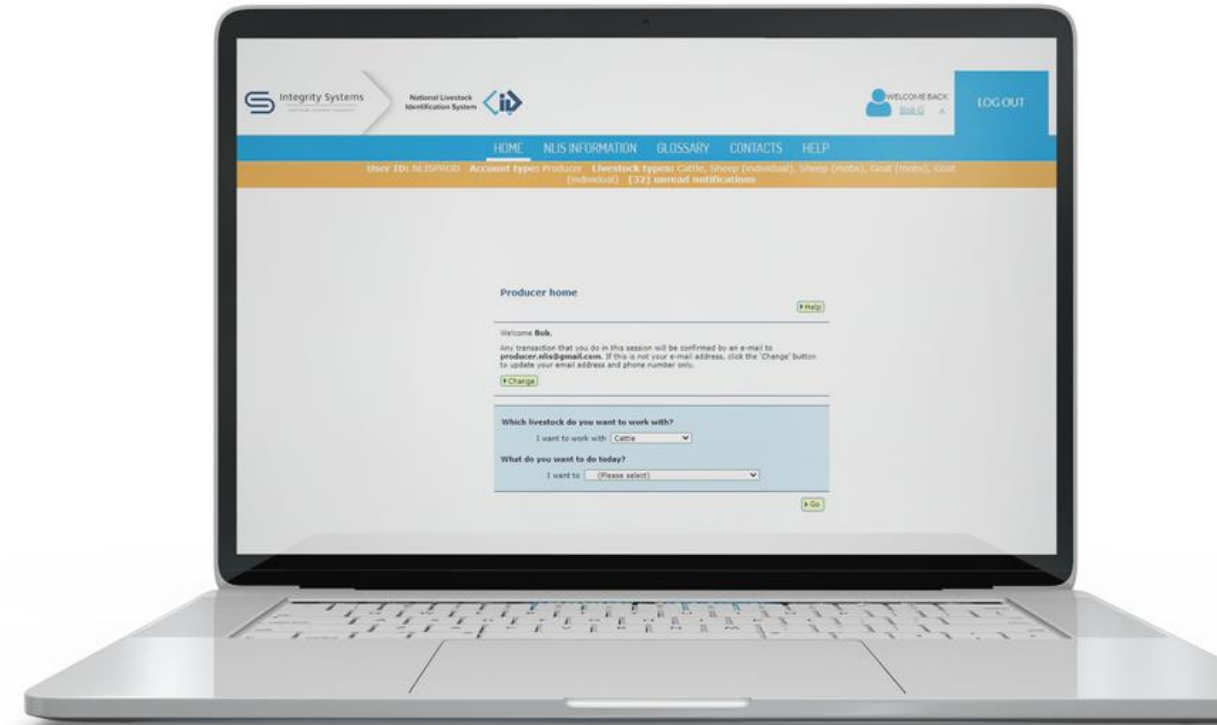 Integrity Systems
National Livestock
Identification System
WELCOME BACK
Bob G
LOG OUT
HOME NLIS INFORMATION GLOSSARY CONTACTS HELP
User ID: NLISPROD Account type: Producer Livestock types: Cattle, Sheep (individual), Sheep (mobs), Goat (mobs), Goat
(individual) (32) unread notifications
Producer home
Help
Welcome Bob,
Any transaction that you do in this session will be confirmed by an e-mail to
producer.nlis@gmail.com. If this is not your e-mail address, click the 'Change' button
to update your email address and phone number only.
Change
Which livestock do you want to work with?
I want to work with Cattle
What do you want to do today?
I want to (Please select)
Go